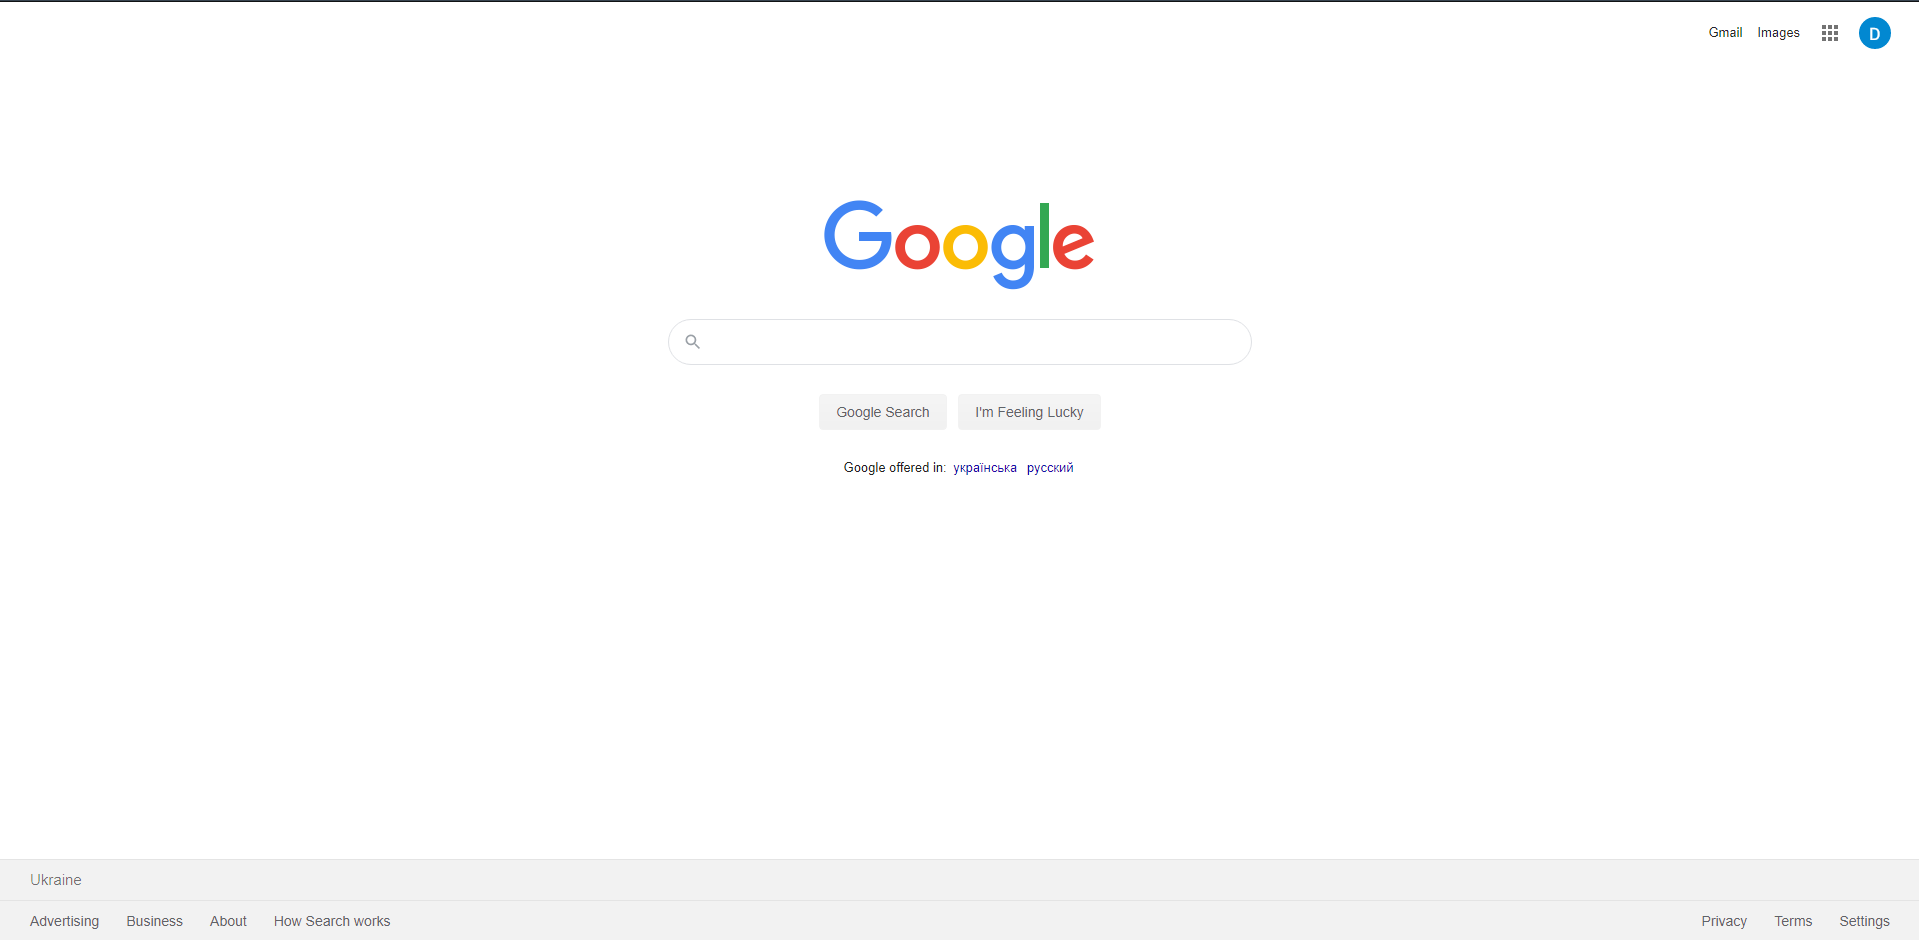 Gmail Images D
Google
Google Search I'm Feeling Lucky
Google offered in: українська русский
Ukraine
Advertising Business About How Search works Privacy Terms Settings